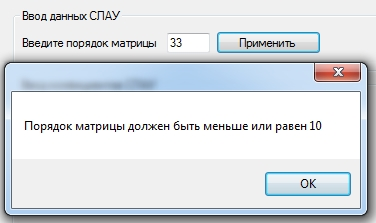 Ввод данных СЛАУ
Введите порядок матрицы 33 Применить
Порядок матрицы должен быть меньше или равен 10
OK